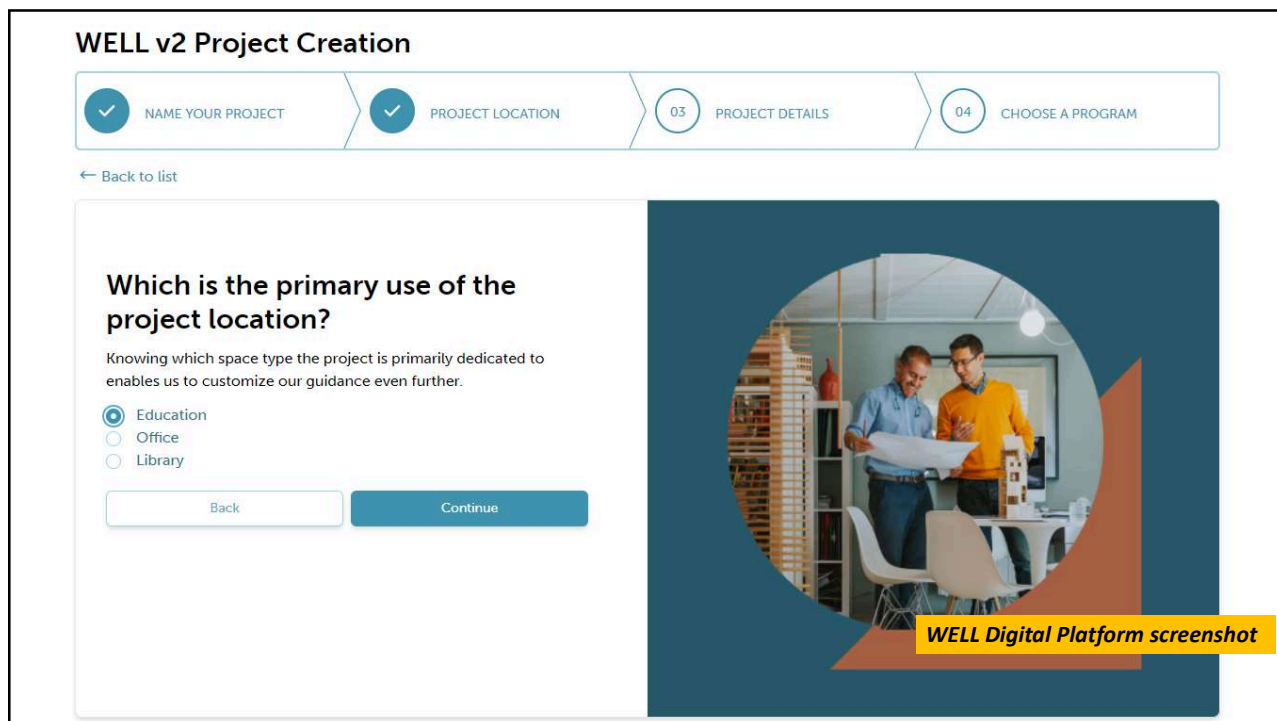 WELL v2 Project Creation
NAME YOUR PROJECT
PROJECT LOCATION
03 PROJECT DETAILS
04 CHOOSE A PROGRAM
← Back to list
Which is the primary use of the
project location?
Knowing which space type the project is primarily dedicated to
enables us to customize our guidance even further.
Education
Office
Library
Back
Continue
WELL Digital Platform screenshot